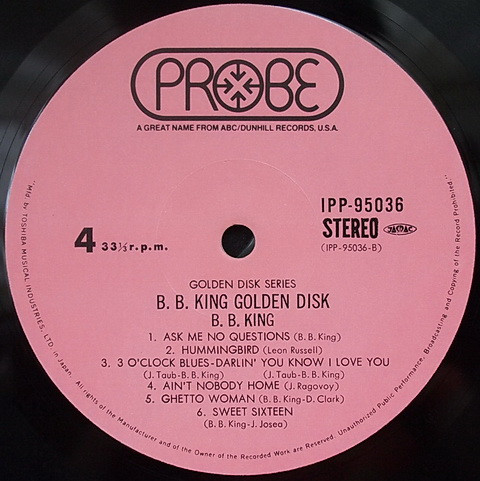 PROBE
A GREAT NAME FROM ABC/DUNHILL RECORDS, U.S.A.
IPP-95036
STEREO JASRAC
(IPP-95036-B)
4 33⅓ r.p.m.
GOLDEN DISK SERIES
B. B. KING GOLDEN DISK
B. B. KING
1. ASK ME NO QUESTIONS (B. B. King)
2. HUMMINGBIRD (Leon Russell)
3. 3 O'CLOCK BLUES-DARLIN' YOU KNOW I LOVE YOU
(J. Taub-B. B. King) (J. Taub-B. B. King)
4. AIN'T NOBODY HOME (J. Ragovoy)
5. GHETTO WOMAN (B. B. King-D. Clark)
6. SWEET SIXTEEN
(B. B. King-J. Josea)
"Mfd. by TOSHIBA MUSICAL INDUSTRIES, LTD. in Japan. All rights of the Manufacturer and of the Owner of the Recorded Work are Reserved. Unauthorized Public Performance, Broadcasting and Copying of the Record Prohibited."